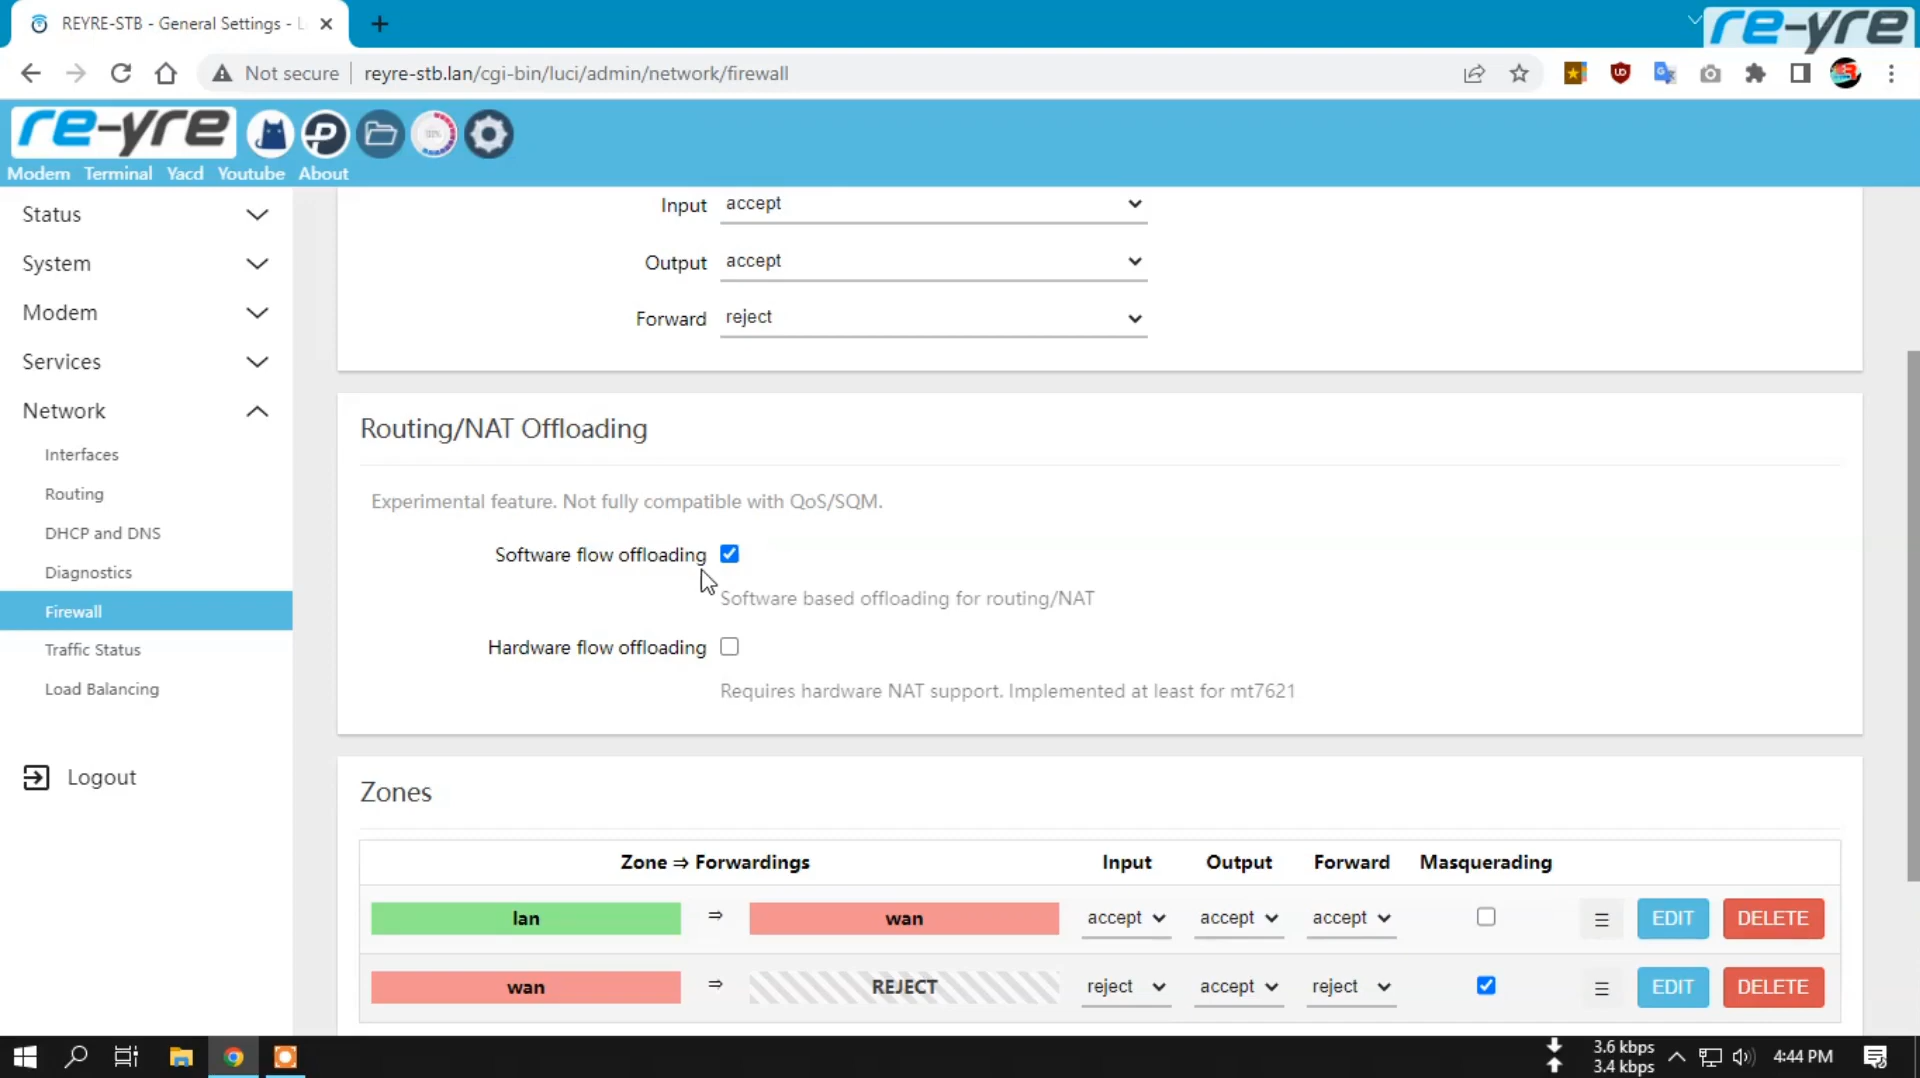 REYRE-STB - General Settings - L
re-yre
Not secure
reyre-stb.lan/cgi-bin/luci/admin/network/firewall
re-yre
Modem Terminal Yacd Youtube About
Status
System
Modem
Services
Network
Interfaces
Routing
DHCP and DNS
Diagnostics
Firewall
Traffic Status
Load Balancing
Logout
Input accept
Output accept
Forward reject
Routing/NAT Offloading
Experimental feature. Not fully compatible with QoS/SQM.
Software flow offloading
Software based offloading for routing/NAT
Hardware flow offloading
Requires hardware NAT support. Implemented at least for mt7621
Zones
Zone ⇒ Forwardings Input Output Forward Masquerading
lan ⇒ wan accept accept accept EDIT DELETE
wan ⇒ REJECT reject accept reject EDIT DELETE
3.6 kbps
3.4 kbps
4:44 PM